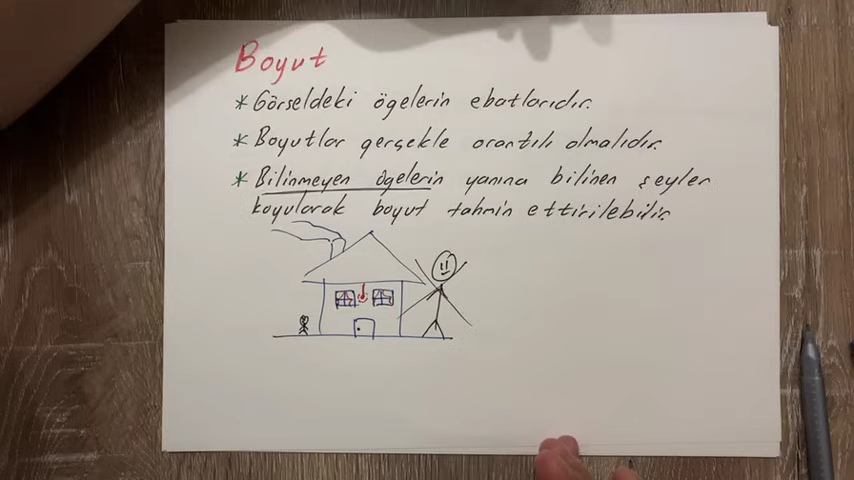 Boyut
* Görseldeki ögelerin ebatlarıdır.
* Boyutlar gerçekle orantılı olmalıdır.
* Bilinmeyen ögelerin yanına bilinen şeyler
koyularak boyut tahmin ettirilebilir.